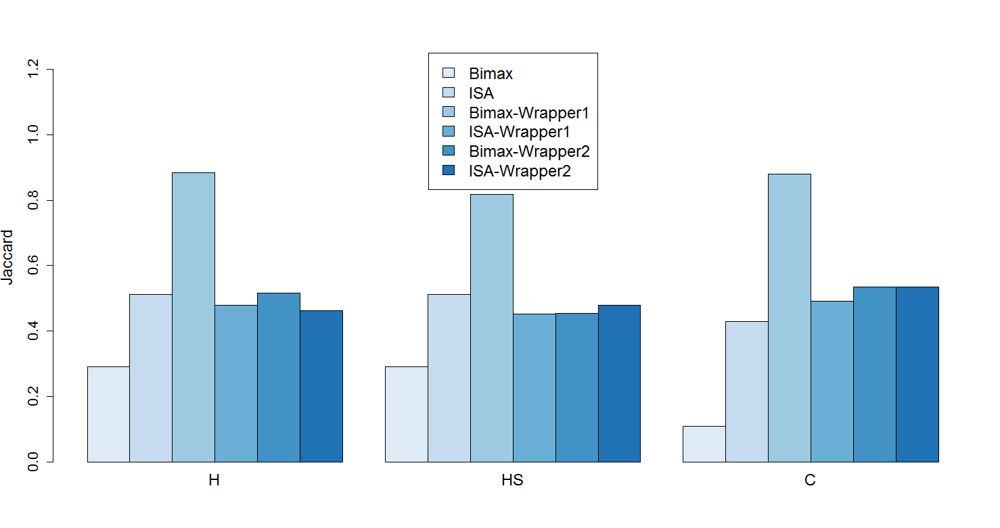 Jaccard
1.2
1.0
0.8
0.6
0.4
0.2
0.0
Bimax
ISA
Bimax-Wrapper1
ISA-Wrapper1
Bimax-Wrapper2
ISA-Wrapper2
H
HS
C